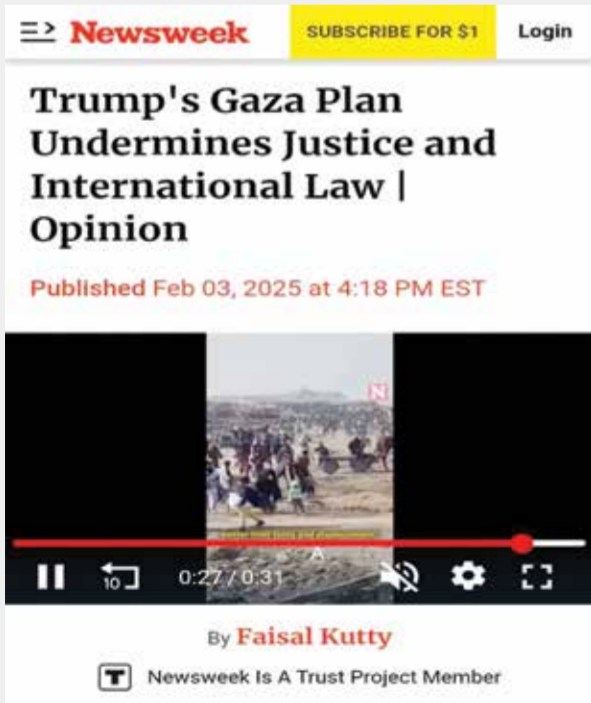 Newsweek SUBSCRIBE FOR $1 Login
Trump's Gaza Plan
Undermines Justice and
International Law |
Opinion
Published Feb 03, 2025 at 4:18 PM EST
N
10 0:27 / 0:31
By Faisal Kutty
T Newsweek Is A Trust Project Member